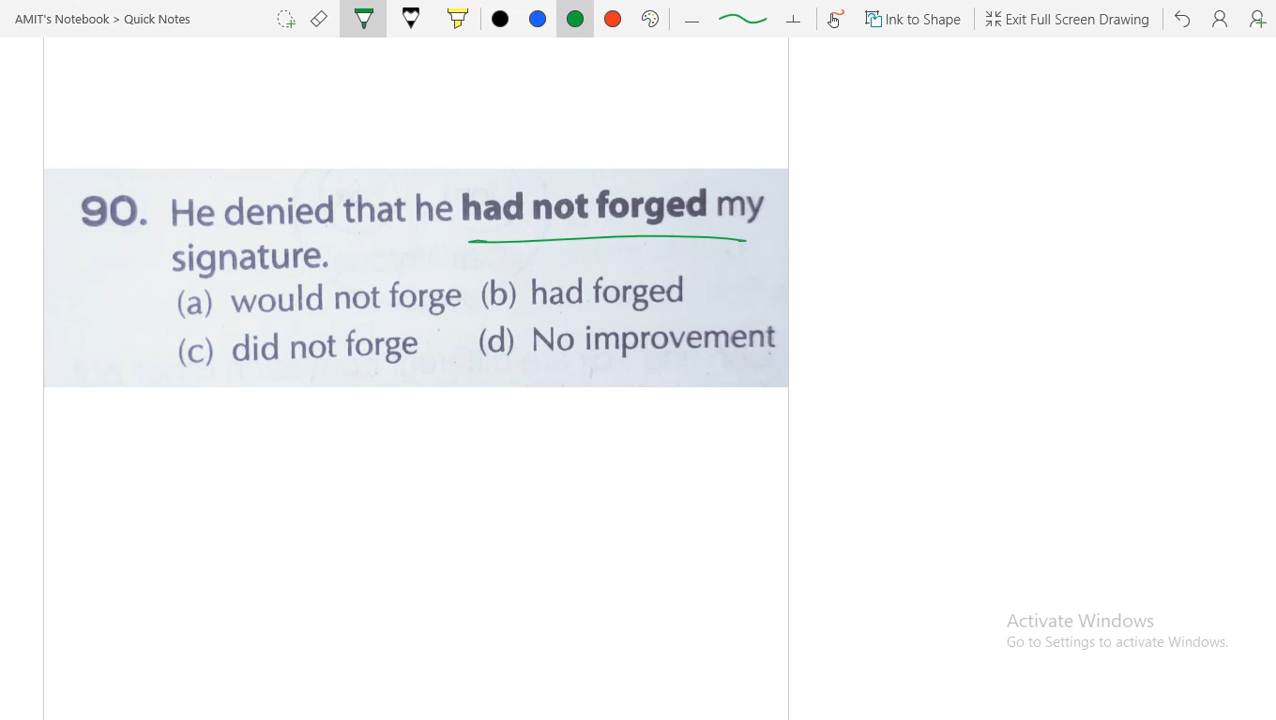 AMIT's Notebook > Quick Notes
Ink to Shape
Exit Full Screen Drawing
90. He denied that he had not forged my
signature.
(a) would not forge (b) had forged
(c) did not forge (d) No improvement
Activate Windows
Go to Settings to activate Windows.